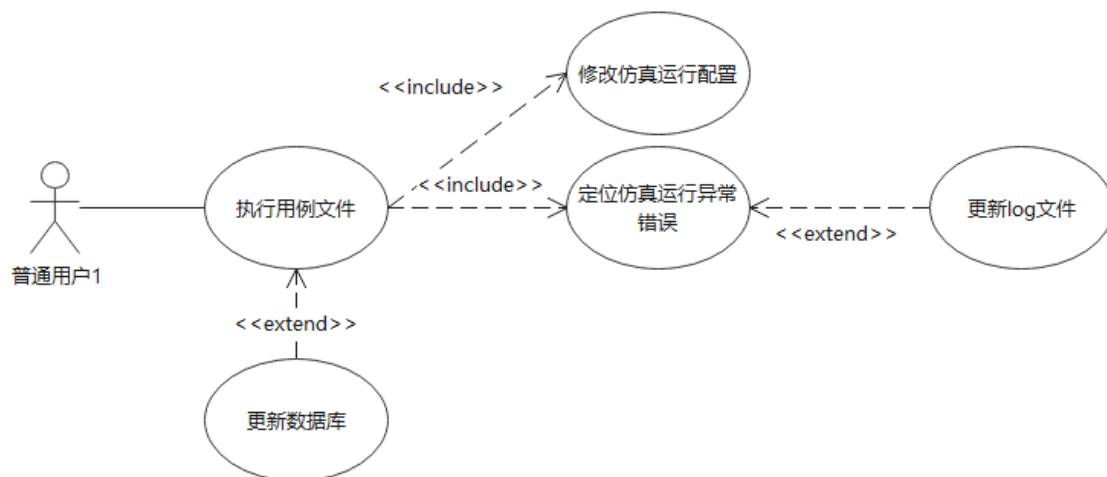 修改仿真运行配置
<<include>>
执行用例文件
<<include>>
定位仿真运行异常
错误
更新log文件
<<extend>>
普通用户1
<<extend>>
更新数据库